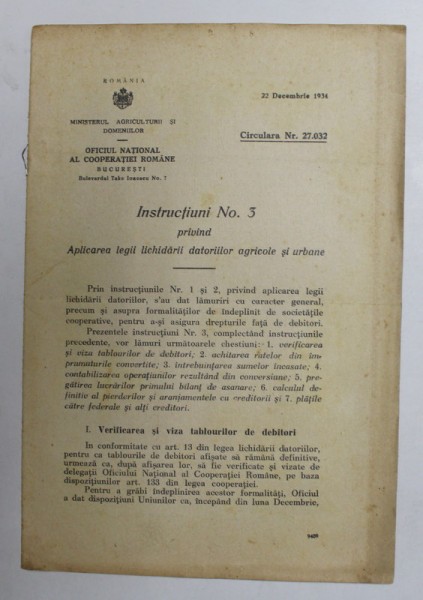 ROMÂNIA
22 Decembrie 1934
MINISTERUL AGRICULTURII ȘI
DOMENIILOR
Circulara Nr. 27.032
OFICIUL NAȚIONAL
AL COOPERAȚIEI ROMÂNE
BUCUREȘTI
Bulevardul Take Ionescu No. 7
Instrucțiuni No. 3
privind
Aplicarea legii lichidării datoriilor agricole și urbane
Prin instrucțiunile Nr. 1 și 2, privind aplicarea legii
lichidării datoriilor, s'au dat lămuriri cu caracter general,
precum și asupra formalităților de îndeplinit de societățile
cooperative, pentru a-și asigura drepturile față de debitori.
Prezentele instrucțiuni Nr. 3, complectând instrucțiunile
precedente, vor lămuri următoarele chestiuni: 1. verificarea
și viza tablourilor de debitori; 2. achitarea ratelor din îm-
prumuturile convertite; 3. întrebuințarea sumelor încasate; 4.
contabilizarea operațiunilor rezultând din conversiune; 5. pre-
gătirea lucrărilor primului bilanț de asanare; 6. calculul de-
finitiv al pierderilor și aranjamentele cu creditorii și 7. plățile
către federale și alți creditori.
I. Verificarea și viza tablourilor de debitori
In conformitate cu art. 13 din legea lichidării datoriilor,
pentru ca tablourile de debitori afișate să rămână definitive,
urmează ca, după afișarea lor, să fie verificate și vizate de
delegații Oficiului Național al Cooperației Române, pe baza
dispozițiunilor art. 133 din legea cooperației.
Pentru a grăbi îndeplinirea acestor formalități, Oficiul
a dat dispozițiuni Uniunilor cu, începând din luna Decembrie,